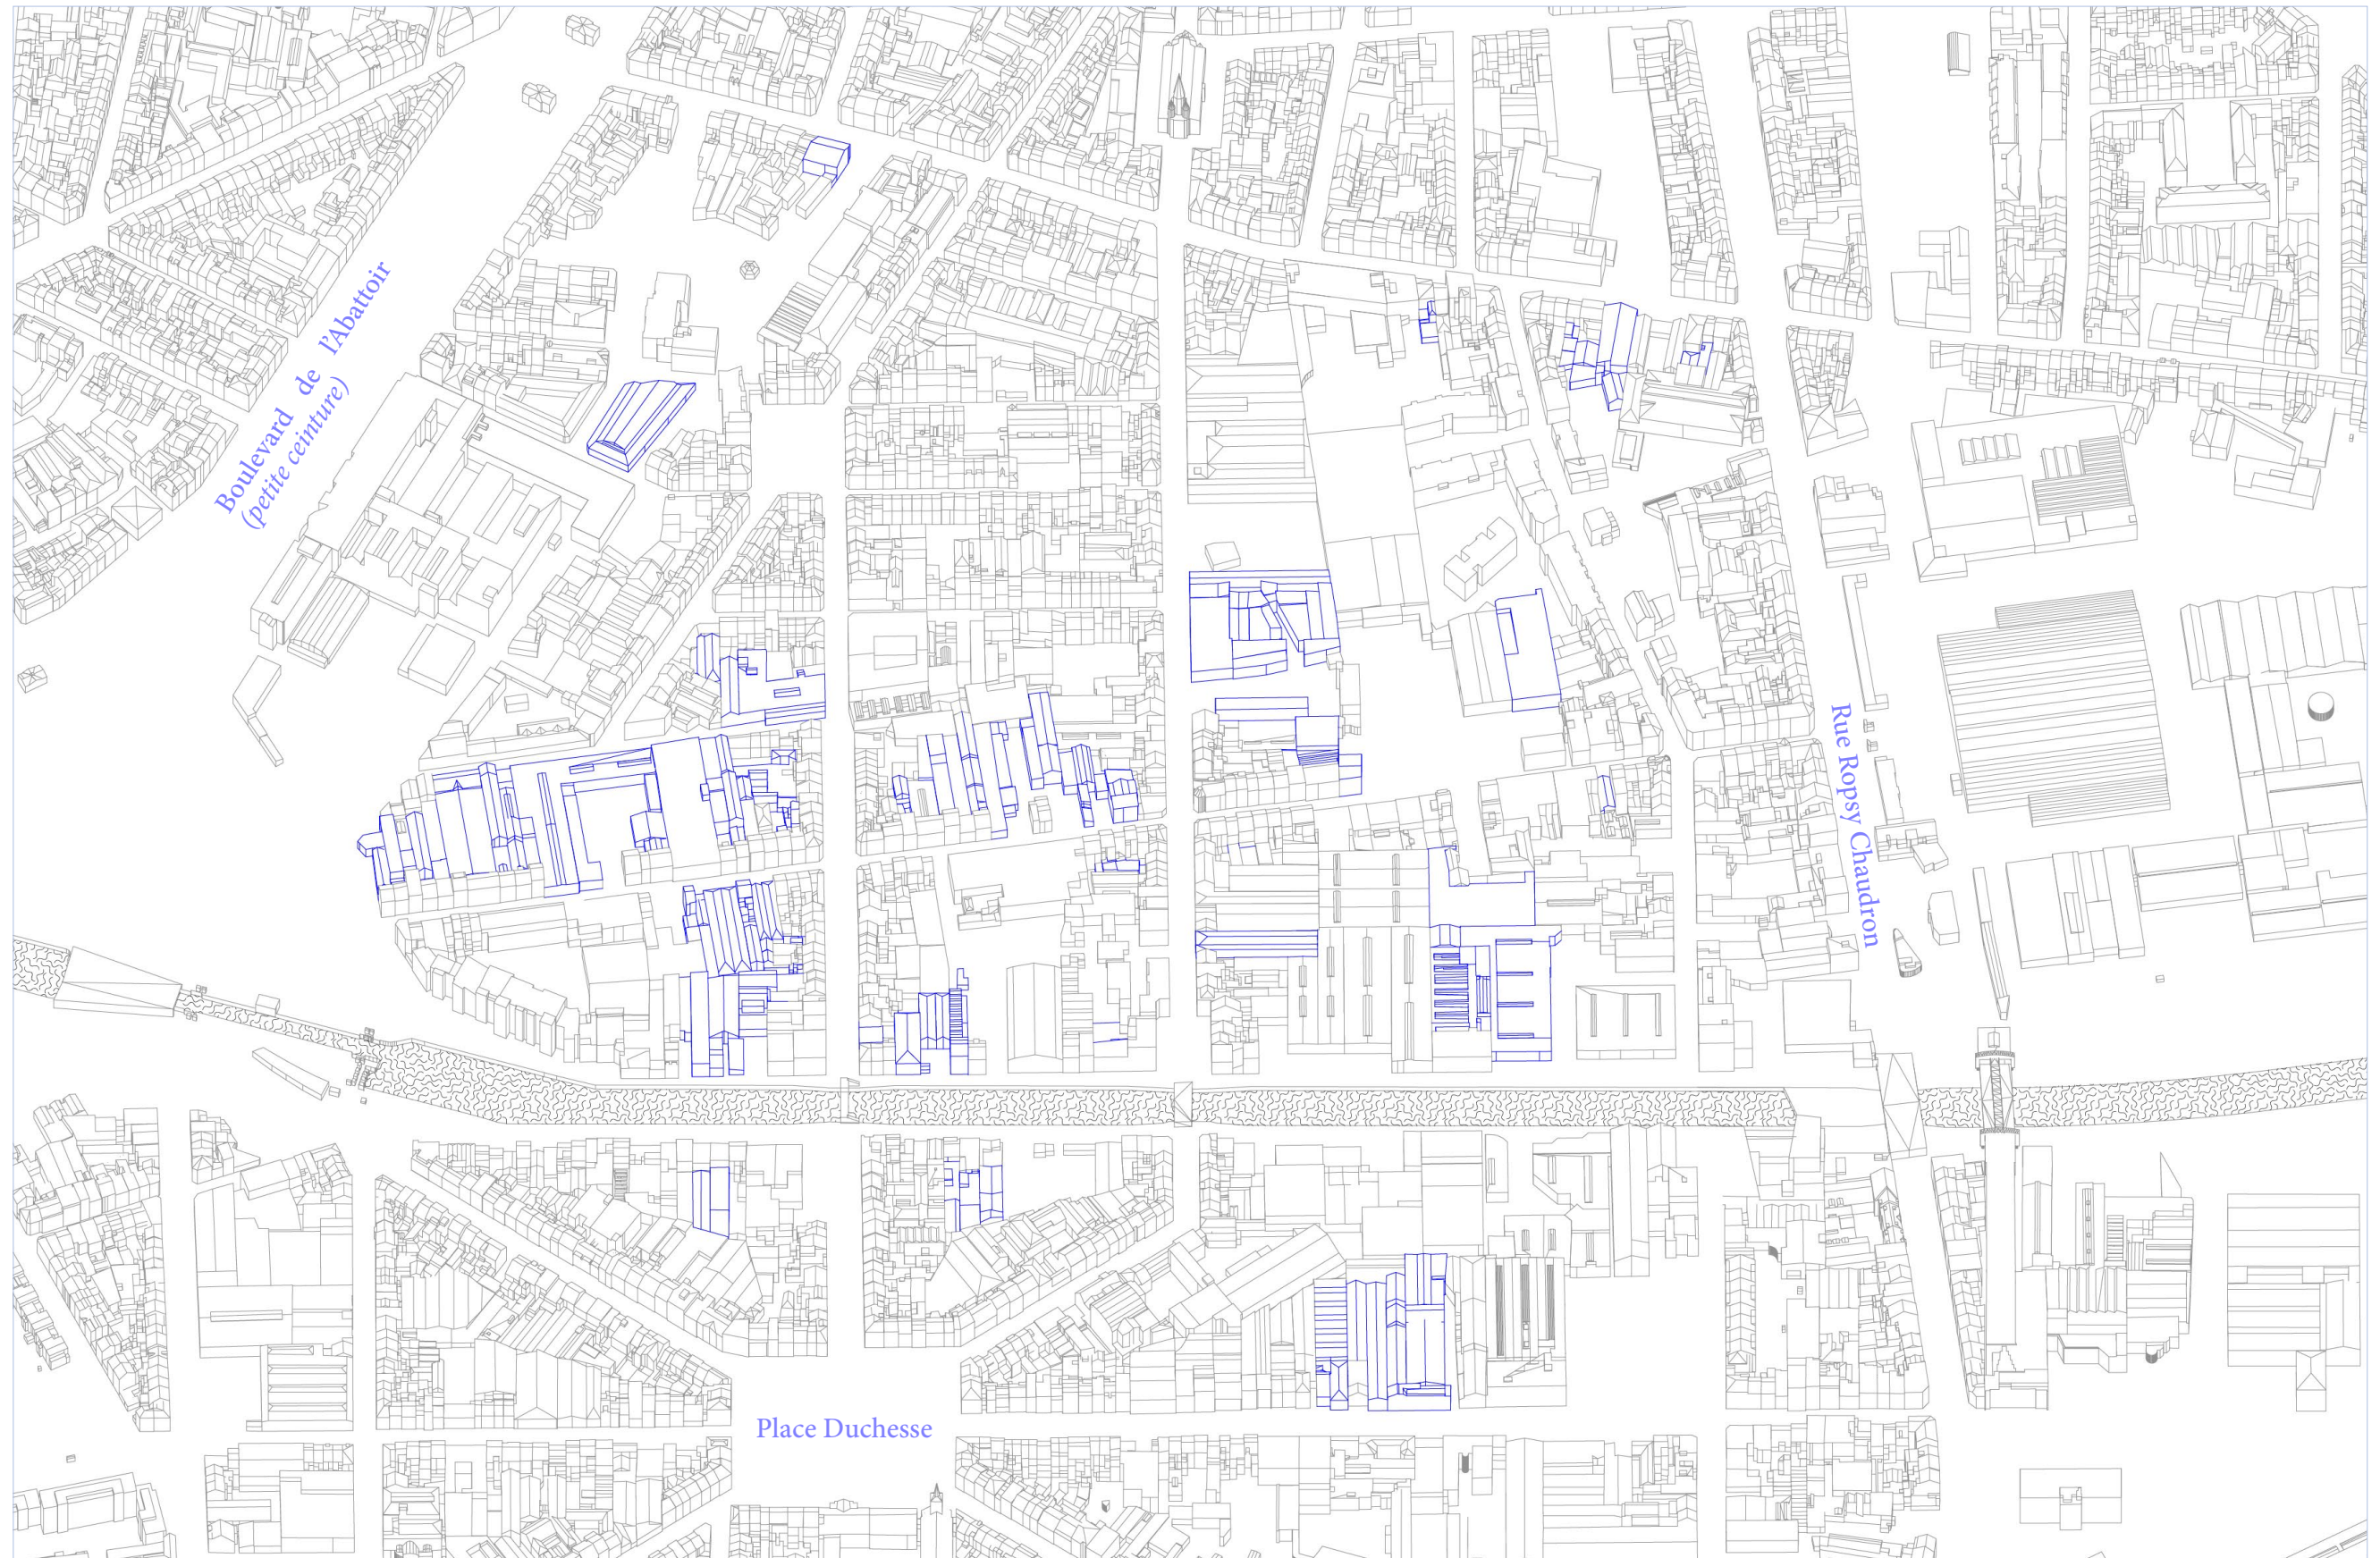 Boulevard de l'Abattoir
(petite ceinture)
Rue Ropsy Chaudron
Place Duchesse